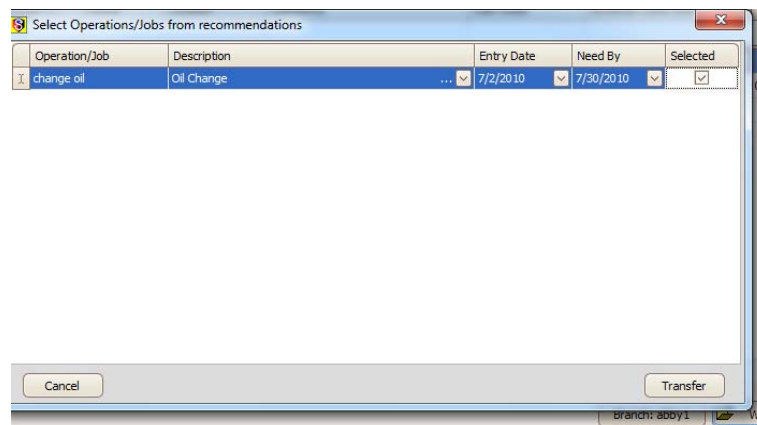 Select Operations/Jobs from recommendations
Operation/Job Description Entry Date Need By Selected
change oil Oil Change ... 7/2/2010 7/30/2010
Cancel Transfer
Branch: abby1